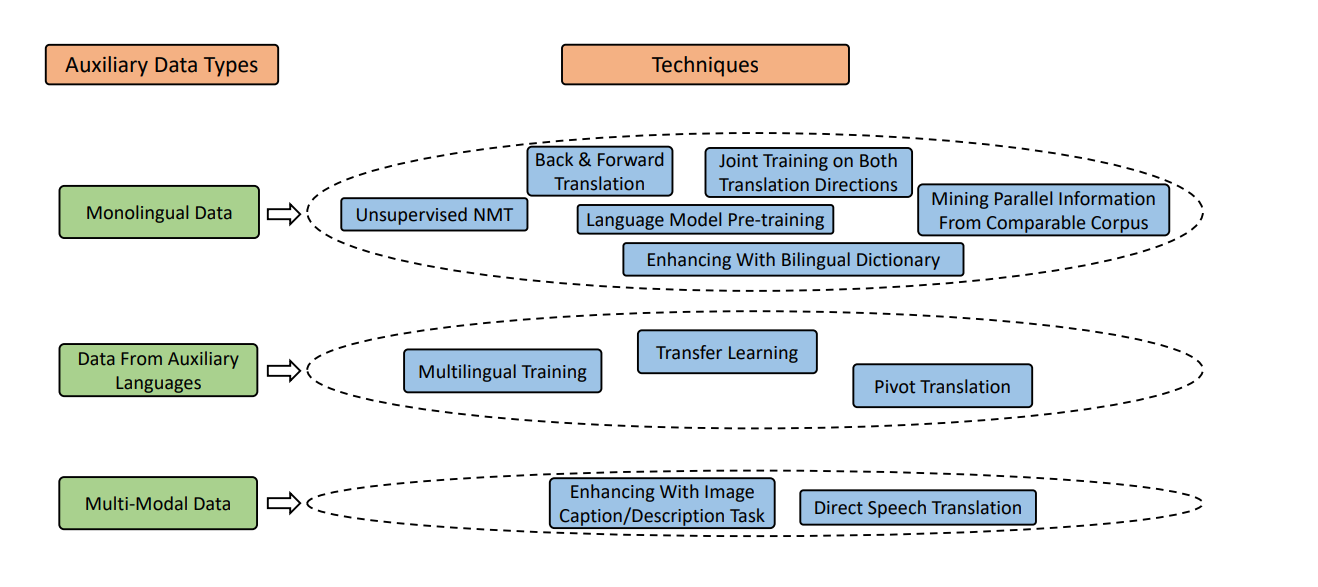 Auxiliary Data Types
Techniques
Monolingual Data
Back & Forward
Translation
Joint Training on Both
Translation Directions
Unsupervised NMT
Language Model Pre-training
Mining Parallel Information
From Comparable Corpus
Enhancing With Bilingual Dictionary
Data From Auxiliary
Languages
Multilingual Training
Transfer Learning
Pivot Translation
Multi-Modal Data
Enhancing With Image
Caption/Description Task
Direct Speech Translation